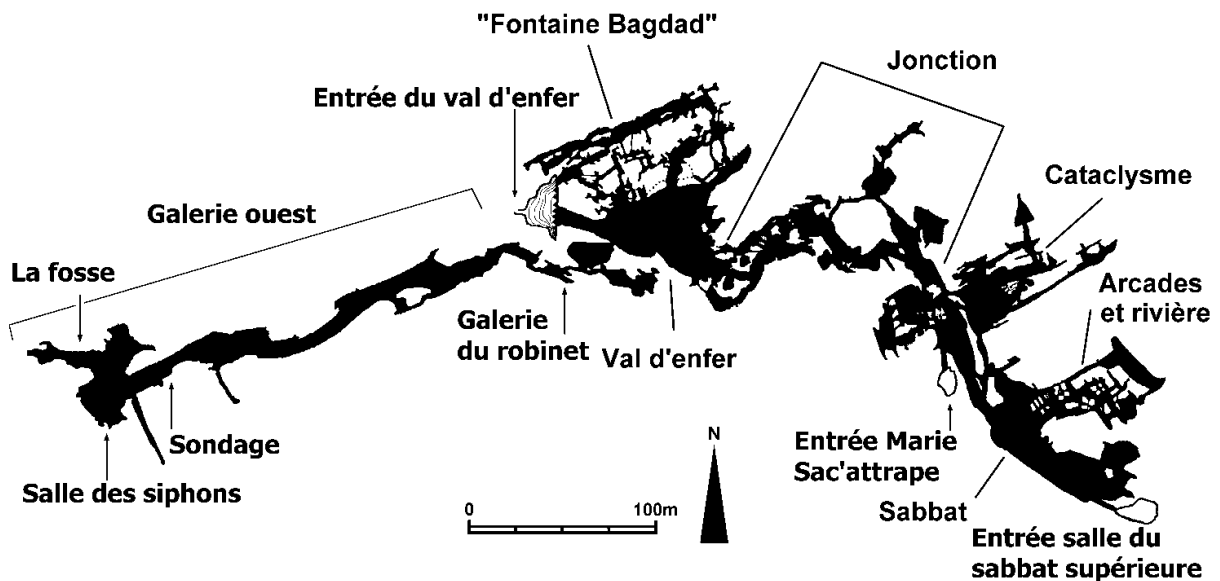 "Fontaine Bagdad"
Jonction
Entrée du val d'enfer
Cataclysme
Galerie ouest
La fosse
Arcades
et rivière
Galerie
du robinet
Val d'enfer
Sondage
Salle des siphons
N
Entrée Marie
Sac'attrape
0 100m
Sabbat
Entrée salle du
sabbat supérieure